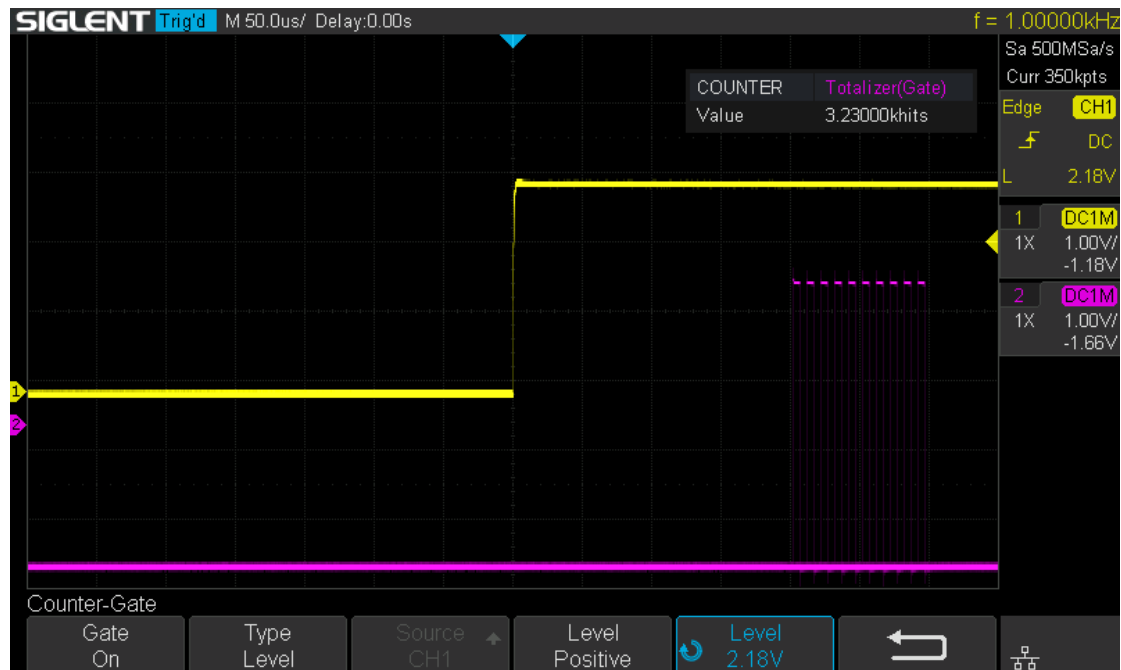 SIGLENT Trig'd M 50.0us/ Delay:0.00s f = 1.00000kHz
Sa 500MSa/s
Curr 350kpts
COUNTER Totalizer(Gate)
Value 3.23000khits
Edge CH1
DC
L 2.18V
1 DC1M
1X 1.00V/
-1.18V
2 DC1M
1X 1.00V/
-1.66V
1
2
Counter-Gate
Gate Type Source Level Level
On Level CH1 Positive 2.18V